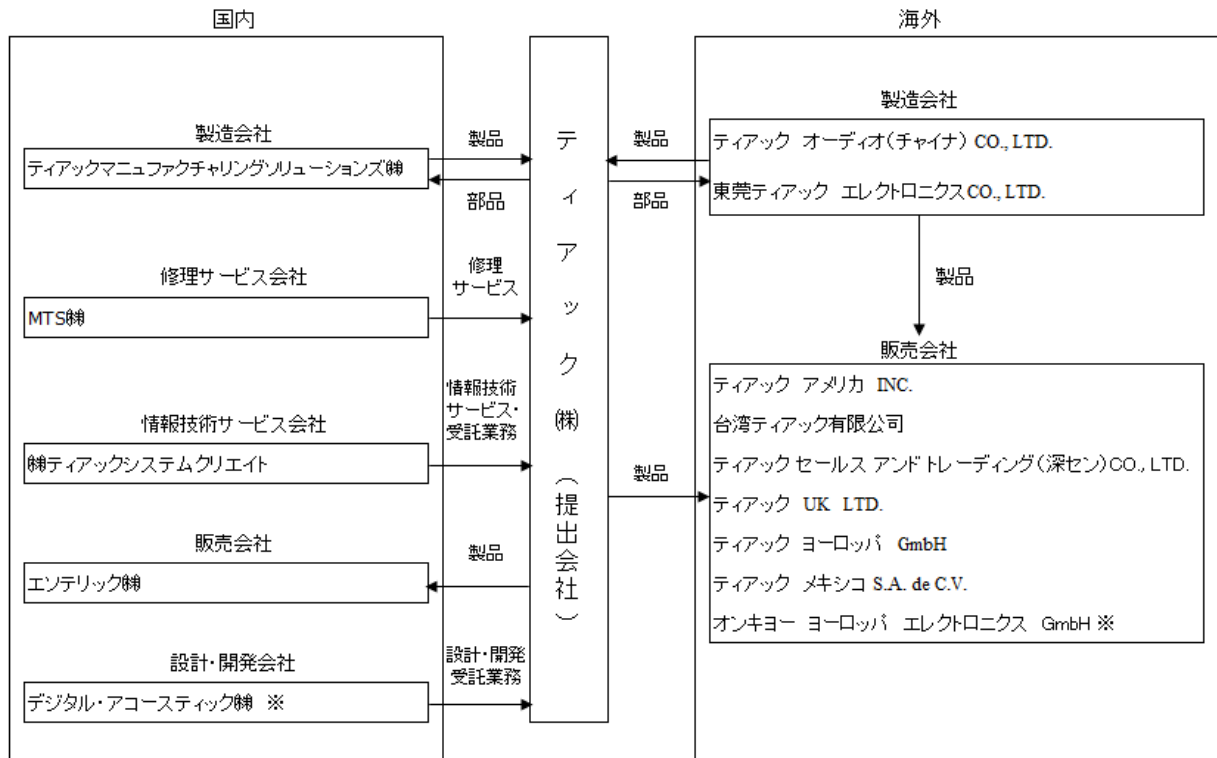 国内
製造会社
ティアックマニュファクチャリングソリューションズ㈱
修理サービス会社
MTS㈱
情報技術サービス会社
㈱ティアックシステムクリエイト
販売会社
エソテリック㈱
設計・開発会社
デジタル・アコースティック㈱ ※
製品
部品
修理
サービス
情報技術
サービス・
受託業務
製品
設計・開発
受託業務
ティアック㈱(提出会社)
製品
部品
製品
海外
製造会社
ティアック オーディオ(チャイナ) CO., LTD.
東莞ティアック エレクトロニクスCO., LTD.
製品
販売会社
ティアック アメリカ INC.
台湾ティアック有限公司
ティアックセールス アンドトレーディング(深セン)CO., LTD.
ティアック UK LTD.
ティアック ヨーロッパ GmbH
ティアック メキシコ S.A. de C.V.
オンキヨー ヨーロッパ エレクトロニクス GmbH ※